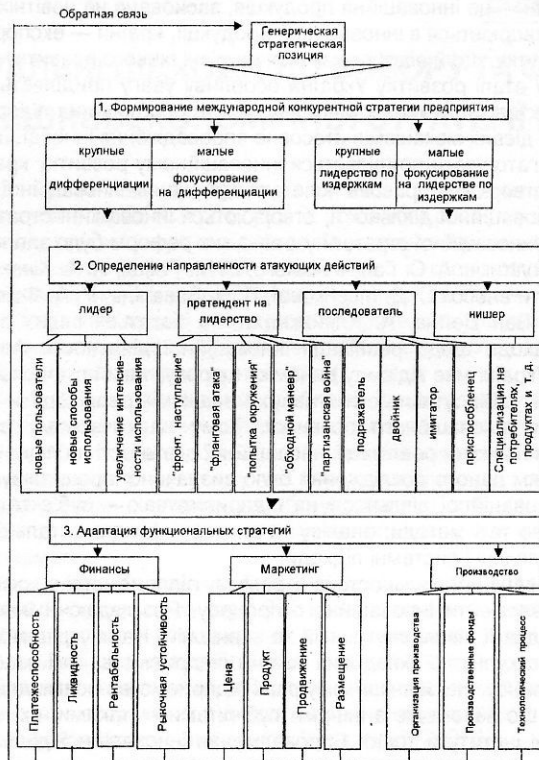 Обратная связь
Генерическая
стратегическая
позиция
1. Формирование международной конкурентной стратегии предприятия
крупные
малые
дифференциации
фокусирование
на дифференциации
крупные
малые
лидерство по
издержкам
фокусирование
на лидерстве по
издержкам
2. Определение направленности атакующих действий
лидер
претендент на
лидерство
последователь
нишер
новые пользователи
новые способы
использования
увеличение интенсив-
ности использования
"фронт. наступление"
"фланговая атака"
"попытка окружения"
"обходной маневр"
"партизанская война"
подражатель
двойник
имитатор
приспособленец
Специализация на
потребителях,
продуктах и т. д.
3. Адаптация функциональных стратегий
Финансы
Маркетинг
Производство
Платежеспособность
Ликвидность
Рентабельность
Рыночная устойчивость
Цена
Продукт
Продвижение
Размещение
Организация производства
Производственные фонды
Технологический процесс